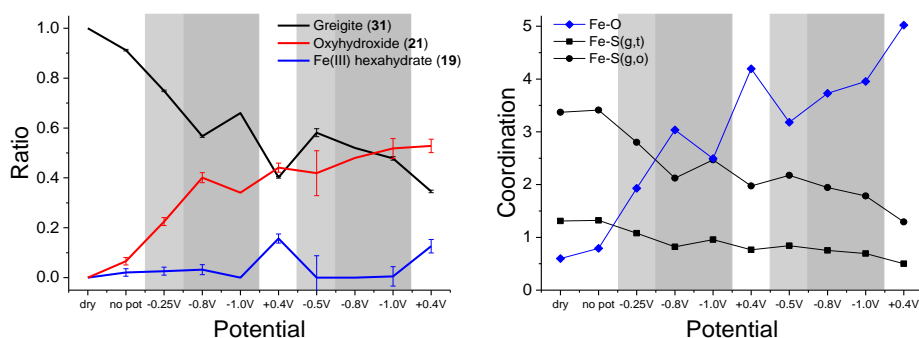 Greigite (31)
Oxyhydroxide (21)
Fe(III) hexahydrate (19)
1.0
0.8
0.6
0.4
0.2
0.0
Ratio
dry no pot -0.25V -0.8V -1.0V +0.4V -0.5V -0.8V -1.0V +0.4V
Potential
Fe-O
Fe-S(g,t)
Fe-S(g,o)
5
4
3
2
1
0
Coordination
dry no pot -0.25V -0.8V -1.0V +0.4V -0.5V -0.8V -1.0V +0.4V
Potential